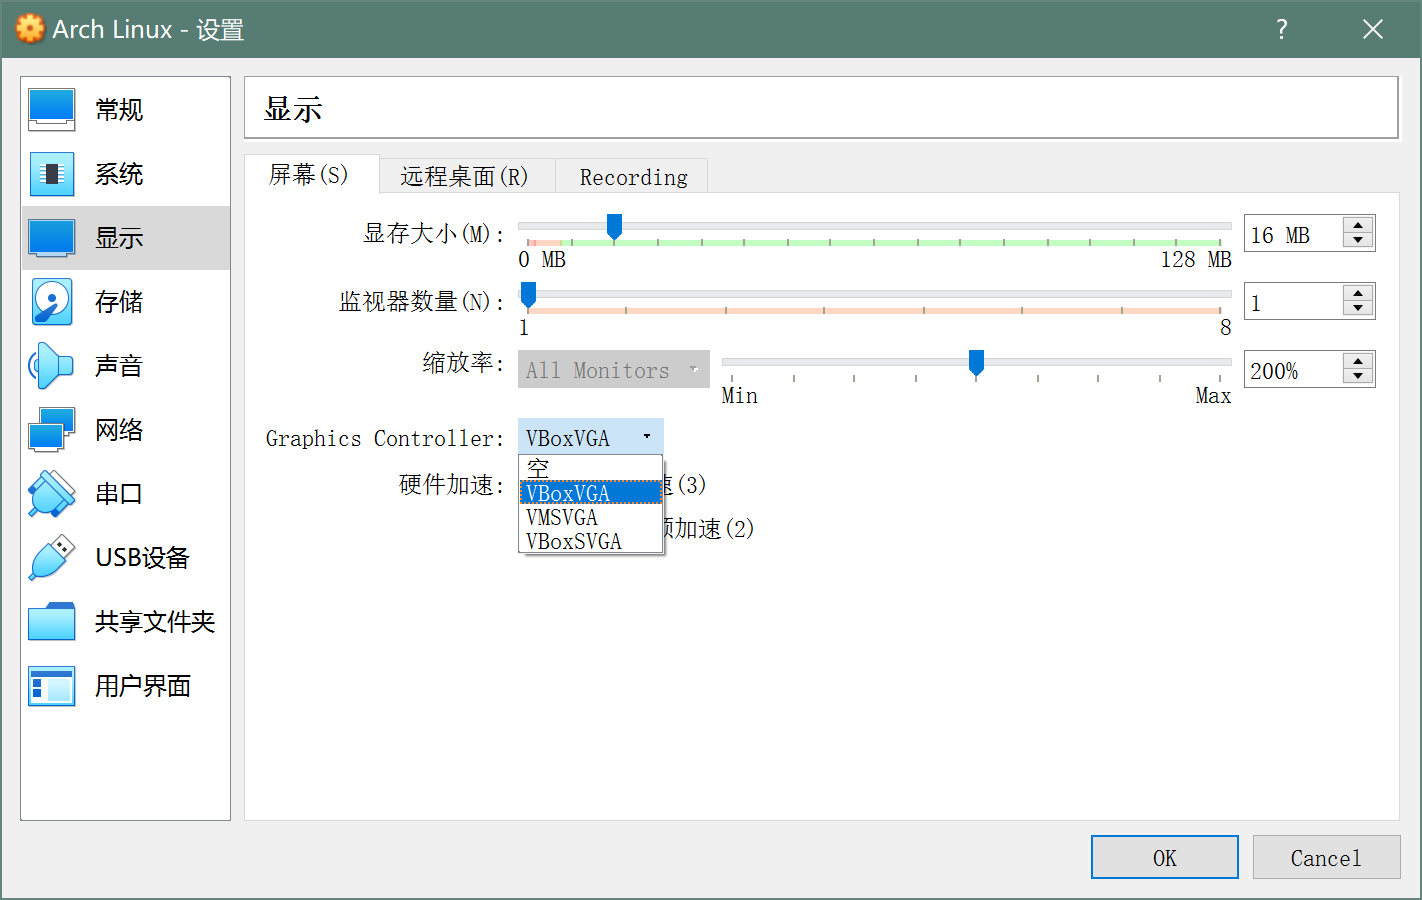 Arch Linux - 设置
?
常规
系统
显示
存储
声音
网络
串口
USB设备
共享文件夹
用户界面
显示
屏幕(S)
远程桌面(R)
Recording
显存大小(M):
16 MB
0 MB
128 MB
监视器数量(N):
1
1
8
缩放率:
All Monitors
200%
Min
Max
Graphics Controller:
VBoxVGA
空
VBoxVGA
VMSVGA
VBoxSVGA
硬件加速:
速(3)
频加速(2)
OK
Cancel